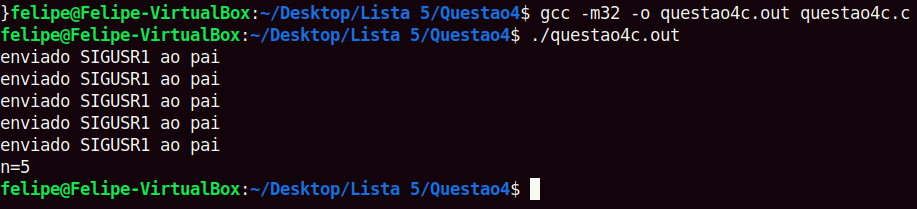 }felipe@Felipe-VirtualBox:~/Desktop/Lista 5/Questao4$ gcc -m32 -o questao4c.out questao4c.c
felipe@Felipe-VirtualBox:~/Desktop/Lista 5/Questao4$ ./questao4c.out
enviado SIGUSR1 ao pai
enviado SIGUSR1 ao pai
enviado SIGUSR1 ao pai
enviado SIGUSR1 ao pai
enviado SIGUSR1 ao pai
n=5
felipe@Felipe-VirtualBox:~/Desktop/Lista 5/Questao4$